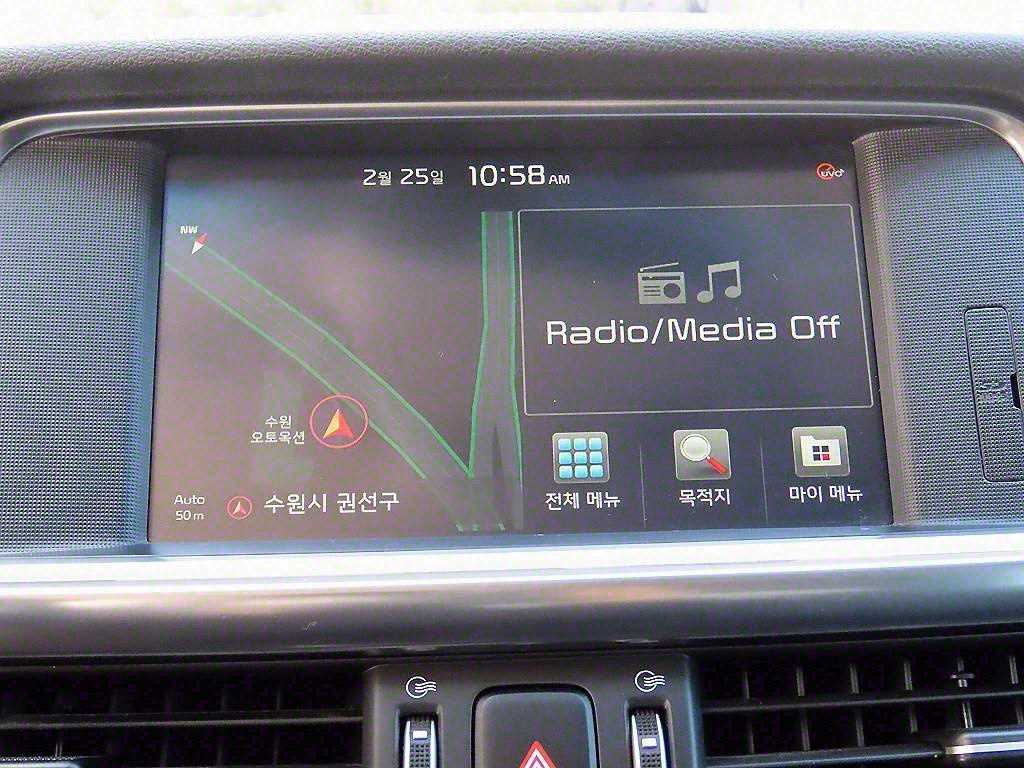 2월 25일 10:58 AM
UVO
NW
Radio/Media Off
수원
오토옥션
Auto
50 m
수원시 권선구
전체 메뉴
목적지
마이 메뉴